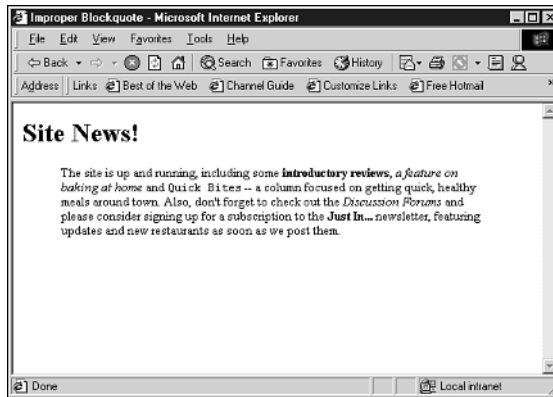 Improper Blockquote - Microsoft Internet Explorer
File Edit View Favorites Tools Help
Back Search Favorites History
Address Links Best of the Web Channel Guide Customize Links Free Hotmail »
Site News!
The site is up and running, including some introductory reviews, a feature on
baking at home and Quick Bites -- a column focused on getting quick, healthy
meals around town. Also, don't forget to check out the Discussion Forums and
please consider signing up for a subscription to the Just In... newsletter, featuring
updates and new restaurants as soon as we post them.
Done Local intranet